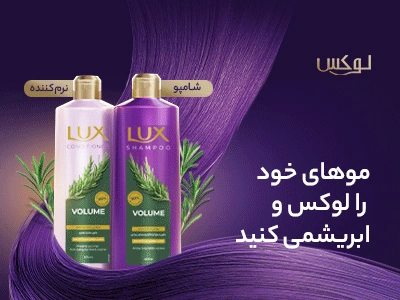 لوکس
شامپو
نرم‌کننده
LUX
CONDITIONER
VOLUME
LUX
SHAMPOO
VOLUME
موهای خود
را لوکس و
ابریشمی کنید